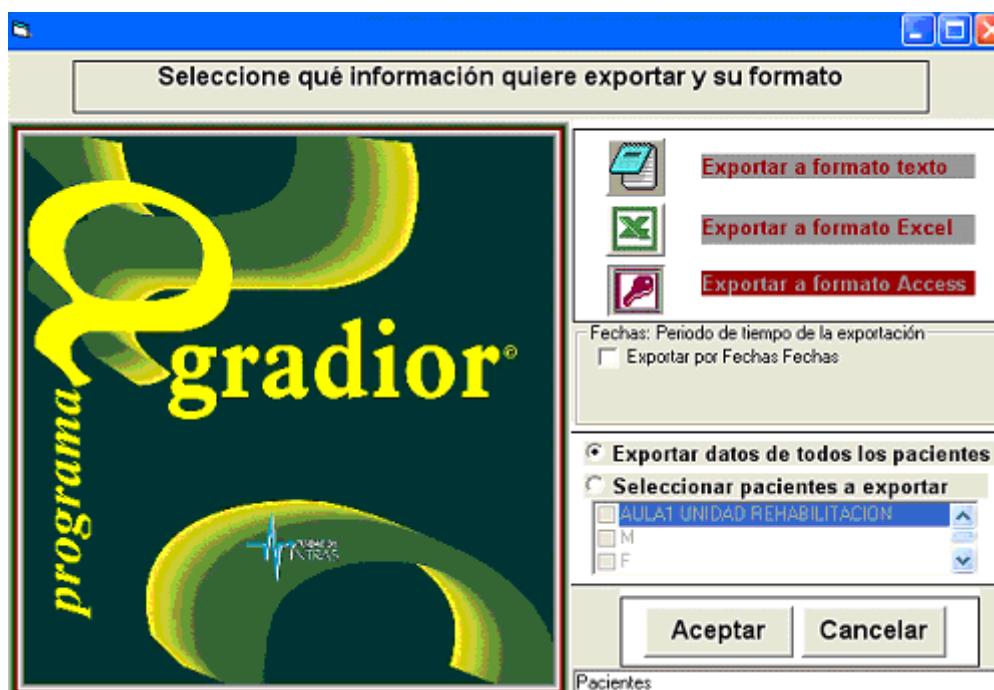 Seleccione qué información quiere exportar y su formato
programa
gradior®
FUNDACION
INTRAS
Exportar a formato texto
Exportar a formato Excel
Exportar a formato Access
Fechas: Periodo de tiempo de la exportación
Exportar por Fechas Fechas
Exportar datos de todos los pacientes
Seleccionar pacientes a exportar
AULA1 UNIDAD REHABILITACION
M
F
Aceptar
Cancelar
Pacientes